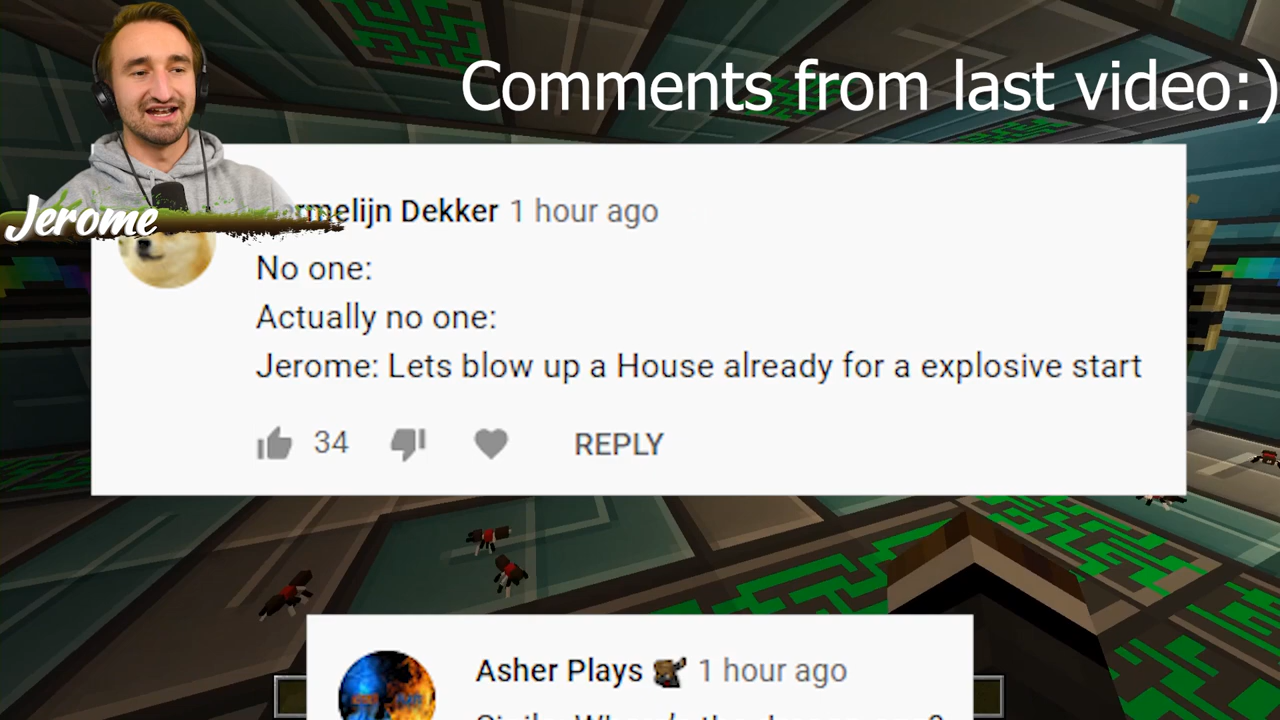 Comments from last video:)
Jerome
rmelijn Dekker 1 hour ago
No one:
Actually no one:
Jerome: Lets blow up a House already for a explosive start
34 REPLY
Asher Plays 1 hour ago